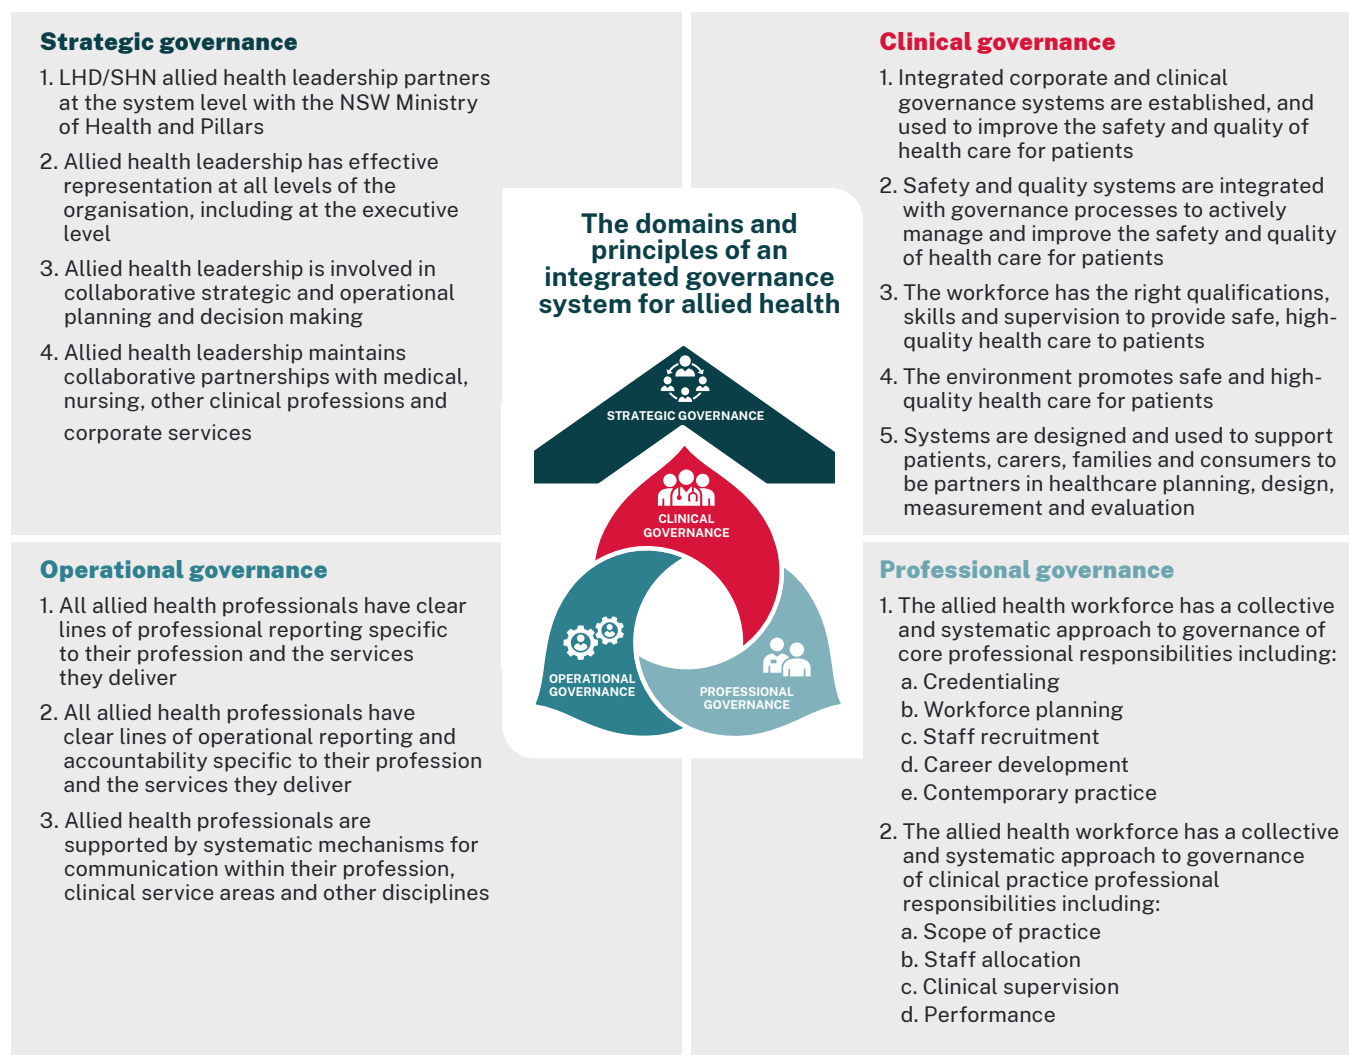 Strategic governance
1. LHD/SHN allied health leadership partners
at the system level with the NSW Ministry
of Health and Pillars
2. Allied health leadership has effective
representation at all levels of the
organisation, including at the executive
level
3. Allied health leadership is involved in
collaborative strategic and operational
planning and decision making
4. Allied health leadership maintains
collaborative partnerships with medical,
nursing, other clinical professions and
corporate services
Clinical governance
1. Integrated corporate and clinical
governance systems are established, and
used to improve the safety and quality of
health care for patients
2. Safety and quality systems are integrated
with governance processes to actively
manage and improve the safety and quality
of health care for patients
3. The workforce has the right qualifications,
skills and supervision to provide safe, high-
quality health care to patients
4. The environment promotes safe and high-
quality health care for patients
5. Systems are designed and used to support
patients, carers, families and consumers to
be partners in healthcare planning, design,
measurement and evaluation
The domains and
principles of an
integrated governance
system for allied health
STRATEGIC GOVERNANCE
CLINICAL
GOVERNANCE
OPERATIONAL
GOVERNANCE
PROFESSIONAL
GOVERNANCE
Operational governance
1. All allied health professionals have clear
lines of professional reporting specific
to their profession and the services
they deliver
2. All allied health professionals have
clear lines of operational reporting and
accountability specific to their profession
and the services they deliver
3. Allied health professionals are
supported by systematic mechanisms for
communication within their profession,
clinical service areas and other disciplines
Professional governance
1. The allied health workforce has a collective
and systematic approach to governance of
core professional responsibilities including:
a. Credentialing
b. Workforce planning
c. Staff recruitment
d. Career development
e. Contemporary practice
2. The allied health workforce has a collective
and systematic approach to governance
of clinical practice professional
responsibilities including:
a. Scope of practice
b. Staff allocation
c. Clinical supervision
d. Performance